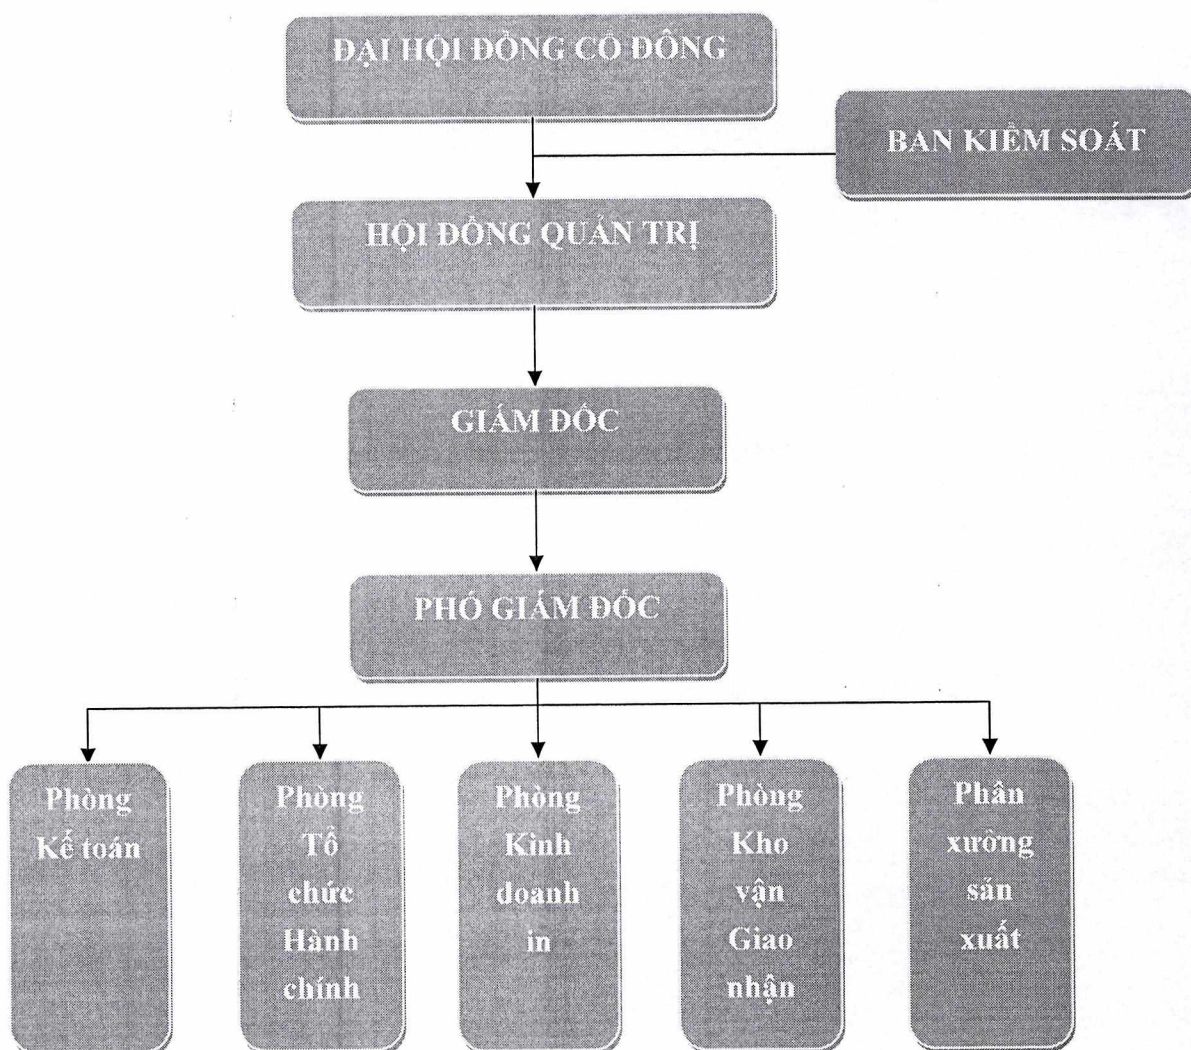 ĐẠI HỘI ĐỒNG CỔ ĐÔNG
BAN KIỂM SOÁT
HỘI ĐỒNG QUẢN TRỊ
GIÁM ĐỐC
PHÓ GIÁM ĐỐC
Phòng
Kế toán
Phòng
Tổ
chức
Hành
chính
Phòng
Kinh
doanh
in
Phòng
Kho
vận
Giao
nhận
Phân
xưởng
sản
xuất